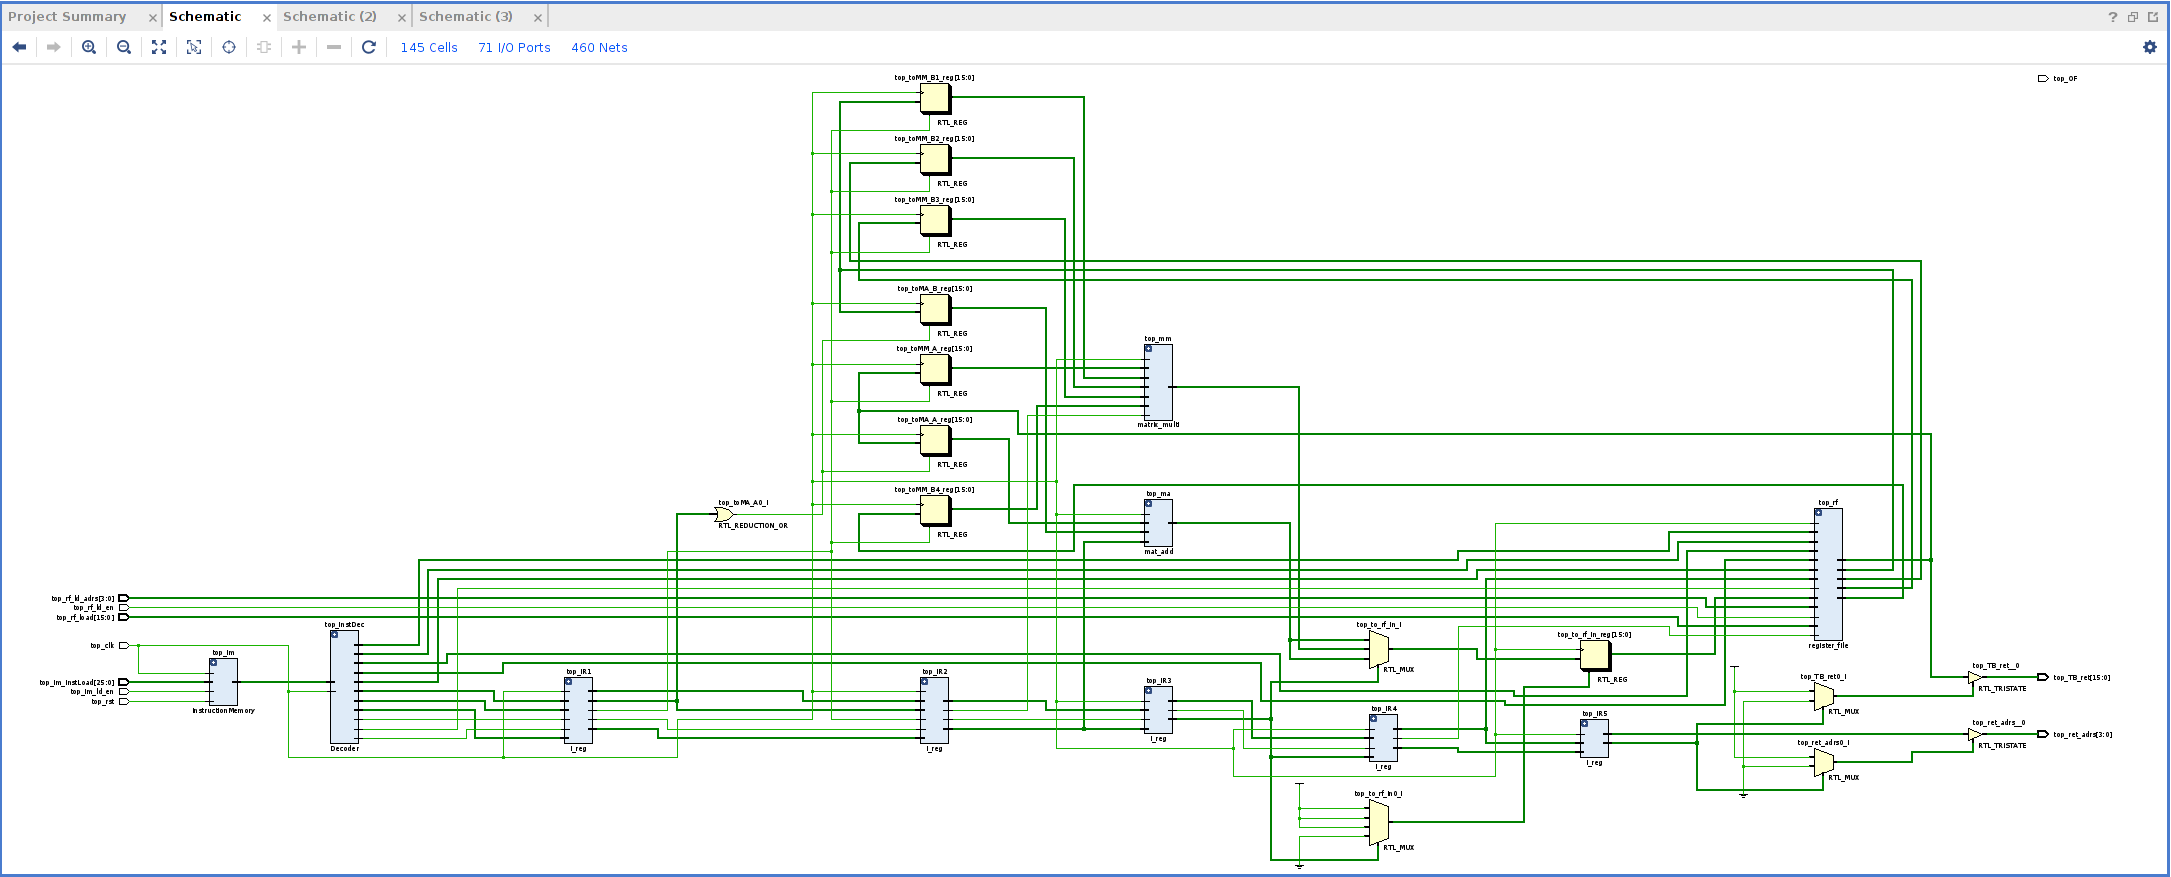 Project Summary × Schematic × Schematic (2) × Schematic (3) × ?
145 Cells 71 I/O Ports 460 Nets
top_toMM_B1_reg[15:0]
top_OF
RTL_REG
top_toMM_B2_reg[15:0]
RTL_REG
top_toMM_B3_reg[15:0]
RTL_REG
top_toMA_B_reg[15:0]
RTL_REG
top_mm
top_toMM_A_reg[15:0]
RTL_REG
top_toMA_A_reg[15:0]
matrix_multi
RTL_REG
top_toMM_B4_reg[15:0]
top_ma
top_toMA_A0_i
top_rf
RTL_REDUCTION_OR
RTL_REG
mat_add
top_rf_ld_adrs[3:0]
top_rf_ld_en
top_rf_load[15:0]
top_InstDec
top_to_rf_in_i
top_to_rf_in_reg[15:0]
top_clk
register_file
top_im
top_IR1
top_IR2
top_IR3
RTL_MUX
RTL_REG
top_TB_ret0_i
top_TB_ret__0
top_TB_ret[15:0]
top_im_instLoad[25:0]
top_im_ld_en
top_rst
InstructionMemory
RTL_TRISTATE
top_IR4
top_IR5
RTL_MUX
top_ret_adrs__0
top_ret_adrs[3:0]
Decoder
i_reg
i_reg
i_reg
top_ret_adrs0_i
RTL_TRISTATE
i_reg
i_reg
RTL_MUX
top_to_rf_in0_i
RTL_MUX